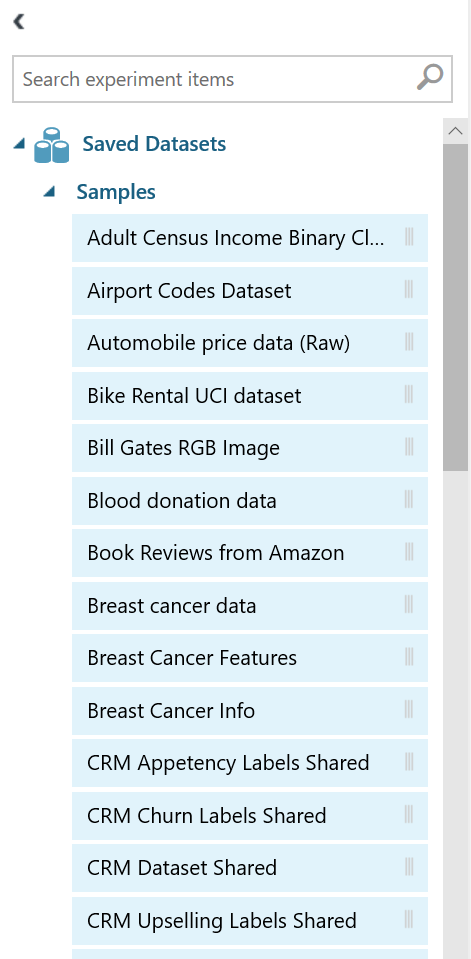 Search experiment items
Saved Datasets
Samples
Adult Census Income Binary Cl...
Airport Codes Dataset
Automobile price data (Raw)
Bike Rental UCI dataset
Bill Gates RGB Image
Blood donation data
Book Reviews from Amazon
Breast cancer data
Breast Cancer Features
Breast Cancer Info
CRM Appetency Labels Shared
CRM Churn Labels Shared
CRM Dataset Shared
CRM Upselling Labels Shared